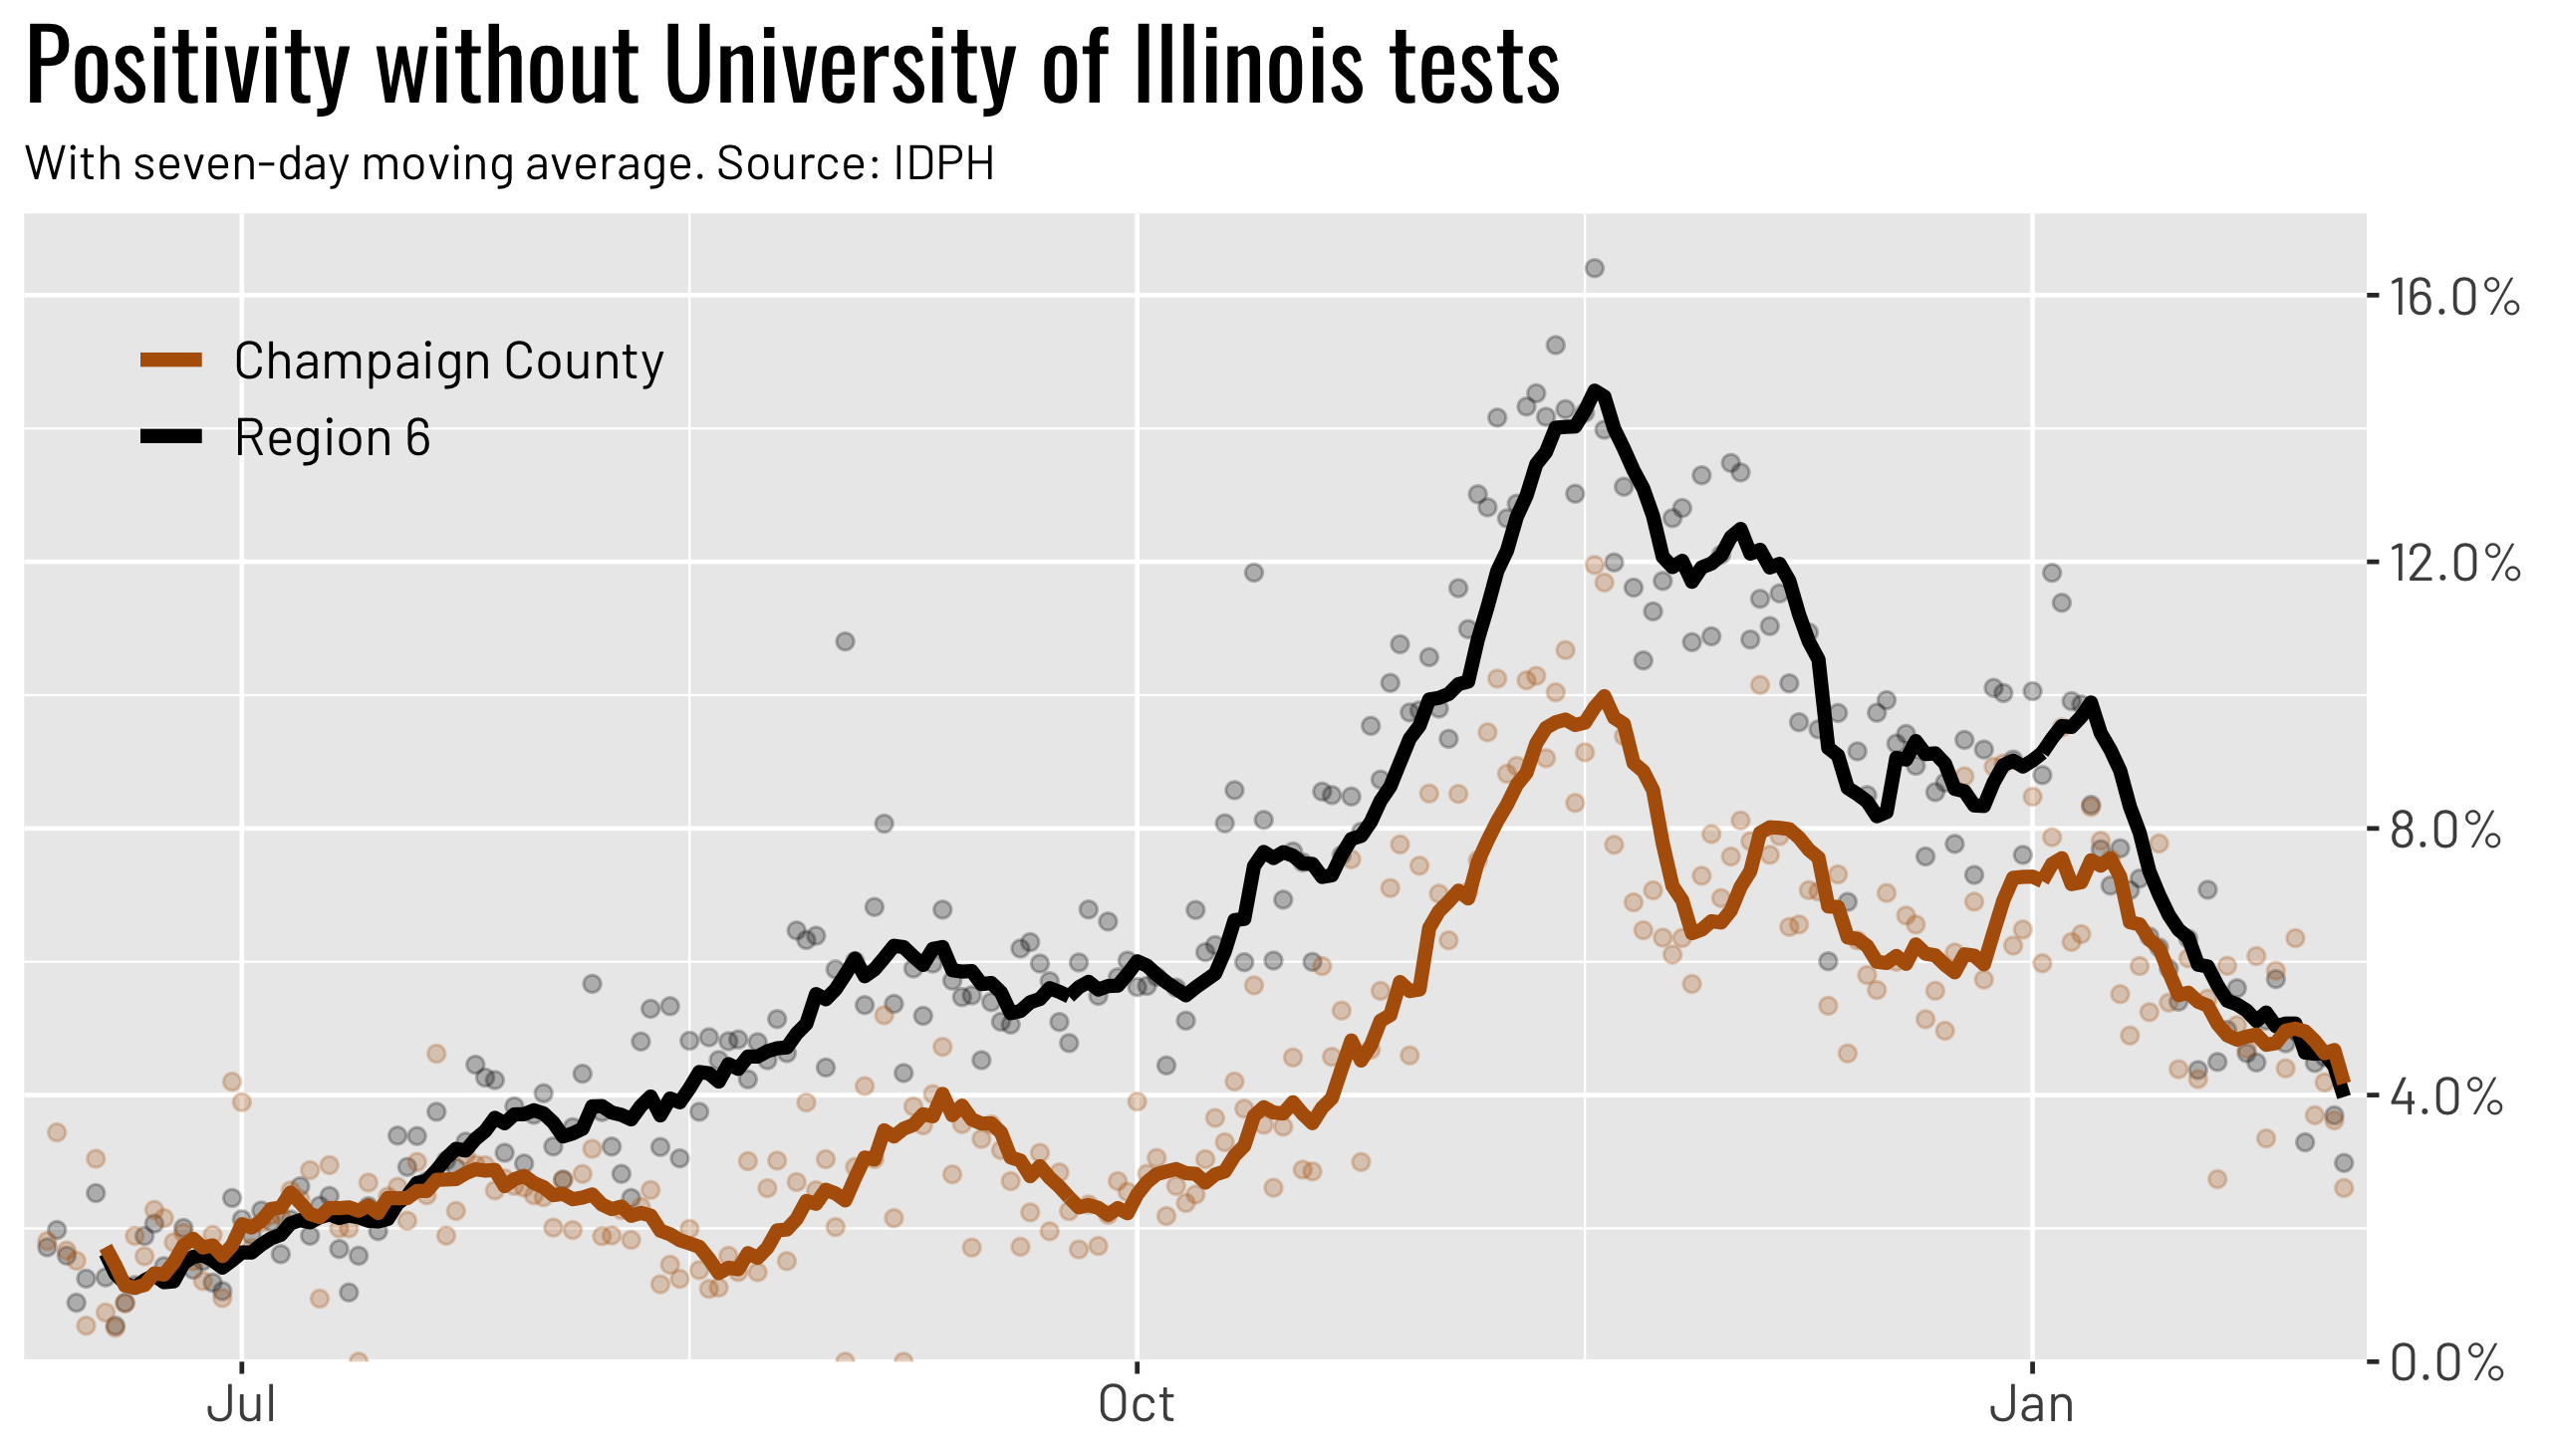 Positivity without University of Illinois tests
With seven-day moving average. Source: IDPH
Champaign County
Region 6
16.0%
12.0%
8.0%
4.0%
0.0%
Jul Oct Jan